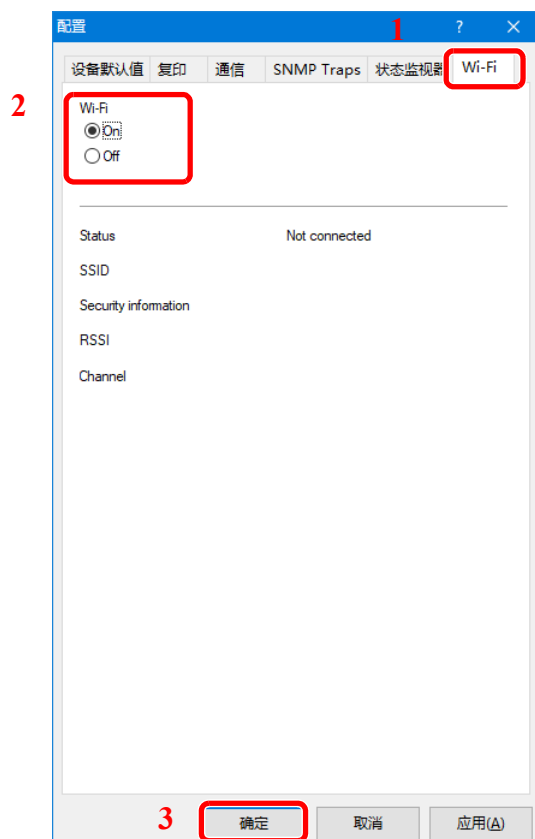 配置 1 ? ×
设备默认值 复印 通信 SNMP Traps 状态监视器 Wi-Fi
2
Wi-Fi
On
Off
Status Not connected
SSID
Security information
RSSI
Channel
3 确定 取消 应用(A)